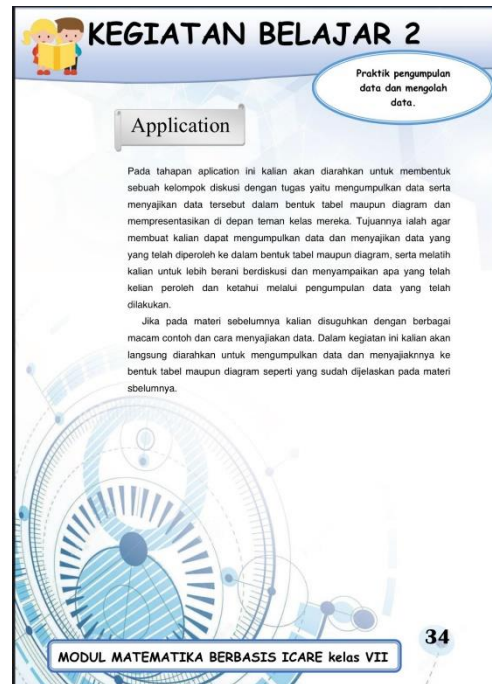 KEGIATAN BELAJAR 2
Praktik pengumpulan
data dan mengolah
data.
Application
Pada tahapan aplication ini kalian akan diarahkan untuk membentuk
sebuah kelompok diskusi dengan tugas yaitu mengumpulkan data serta
menyajikan data tersebut dalam bentuk tabel maupun diagram dan
mempresentasikan di depan teman kelas mereka. Tujuannya ialah agar
membuat kalian dapat mengumpulkan data dan menyajikan data yang
yang telah diperoleh ke dalam bentuk tabel maupun diagram, serta melatih
kalian untuk lebih berani berdiskusi dan menyampaikan apa yang telah
kelian peroleh dan ketahui melalui pengumpulan data yang telah
dilakukan.
Jika pada materi sebelumnya kalian disuguhkan dengan berbagai
macam contoh dan cara menyajiakan data. Dalam kegiatan ini kalian akan
langsung diarahkan untuk mengumpulkan data dan menyajiaknnya ke
bentuk tabel maupun diagram seperti yang sudah dijelaskan pada materi
sbelumnya.
34
MODUL MATEMATIKA BERBASIS ICARE kelas VII